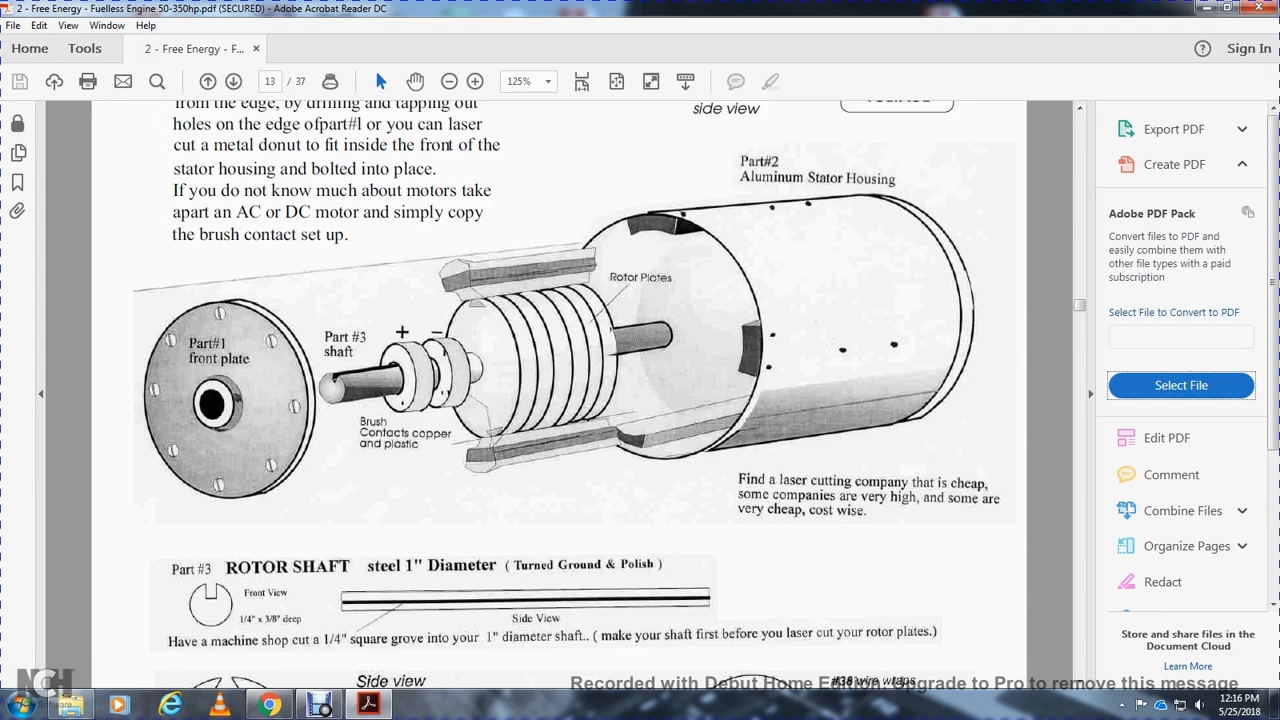 2 - Free Energy - Fuelless Engine 50-350hp.pdf (SECURED) - Adobe Acrobat Reader DC
File Edit View Window Help
Home Tools 2 - Free Energy - F... × Sign In
13 / 37 125%
from the edge, by drilling and tapping out
holes on the edge ofpart#l or you can laser
cut a metal donut to fit inside the front of the
stator housing and bolted into place.
If you do not know much about motors take
apart an AC or DC motor and simply copy
the brush contact set up.
side view
Part#2
Aluminum Stator Housing
Rotor Plates
Part#1
front plate
Part #3
shaft
+ −
Brush
Contacts copper
and plastic
Find a laser cutting company that is cheap,
some companies are very high, and some are
very cheap, cost wise.
Part #3 ROTOR SHAFT steel 1" Diameter ( Turned Ground & Polish )
Front View
1/4" x 3/8" deep
Side View
Have a machine shop cut a 1/4" square grove into your 1" diameter shaft.. ( make your shaft first before you laser cut your rotor plates.)
Side view
#36 wire wraps
Export PDF
Create PDF
Adobe PDF Pack
Convert files to PDF and
easily combine them with
other file types with a paid
subscription
Select File to Convert to PDF
Select File
Edit PDF
Comment
Combine Files
Organize Pages
Redact
Store and share files in the
Document Cloud
Learn More
NCH
Software
Recorded with Debut Home Edition. Upgrade to Pro to remove this message
12:16 PM
5/25/2018